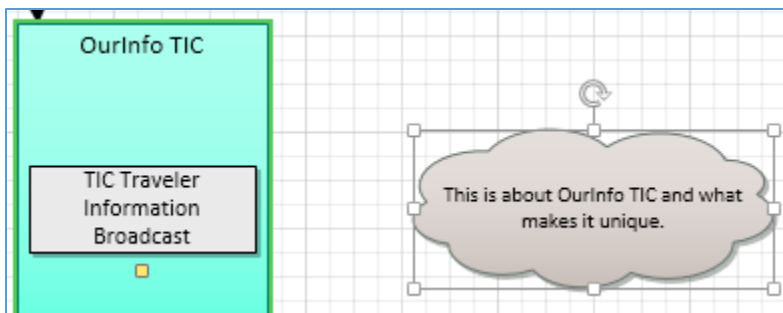 OurInfo TIC
TIC Traveler
Information
Broadcast
This is about OurInfo TIC and what
makes it unique.